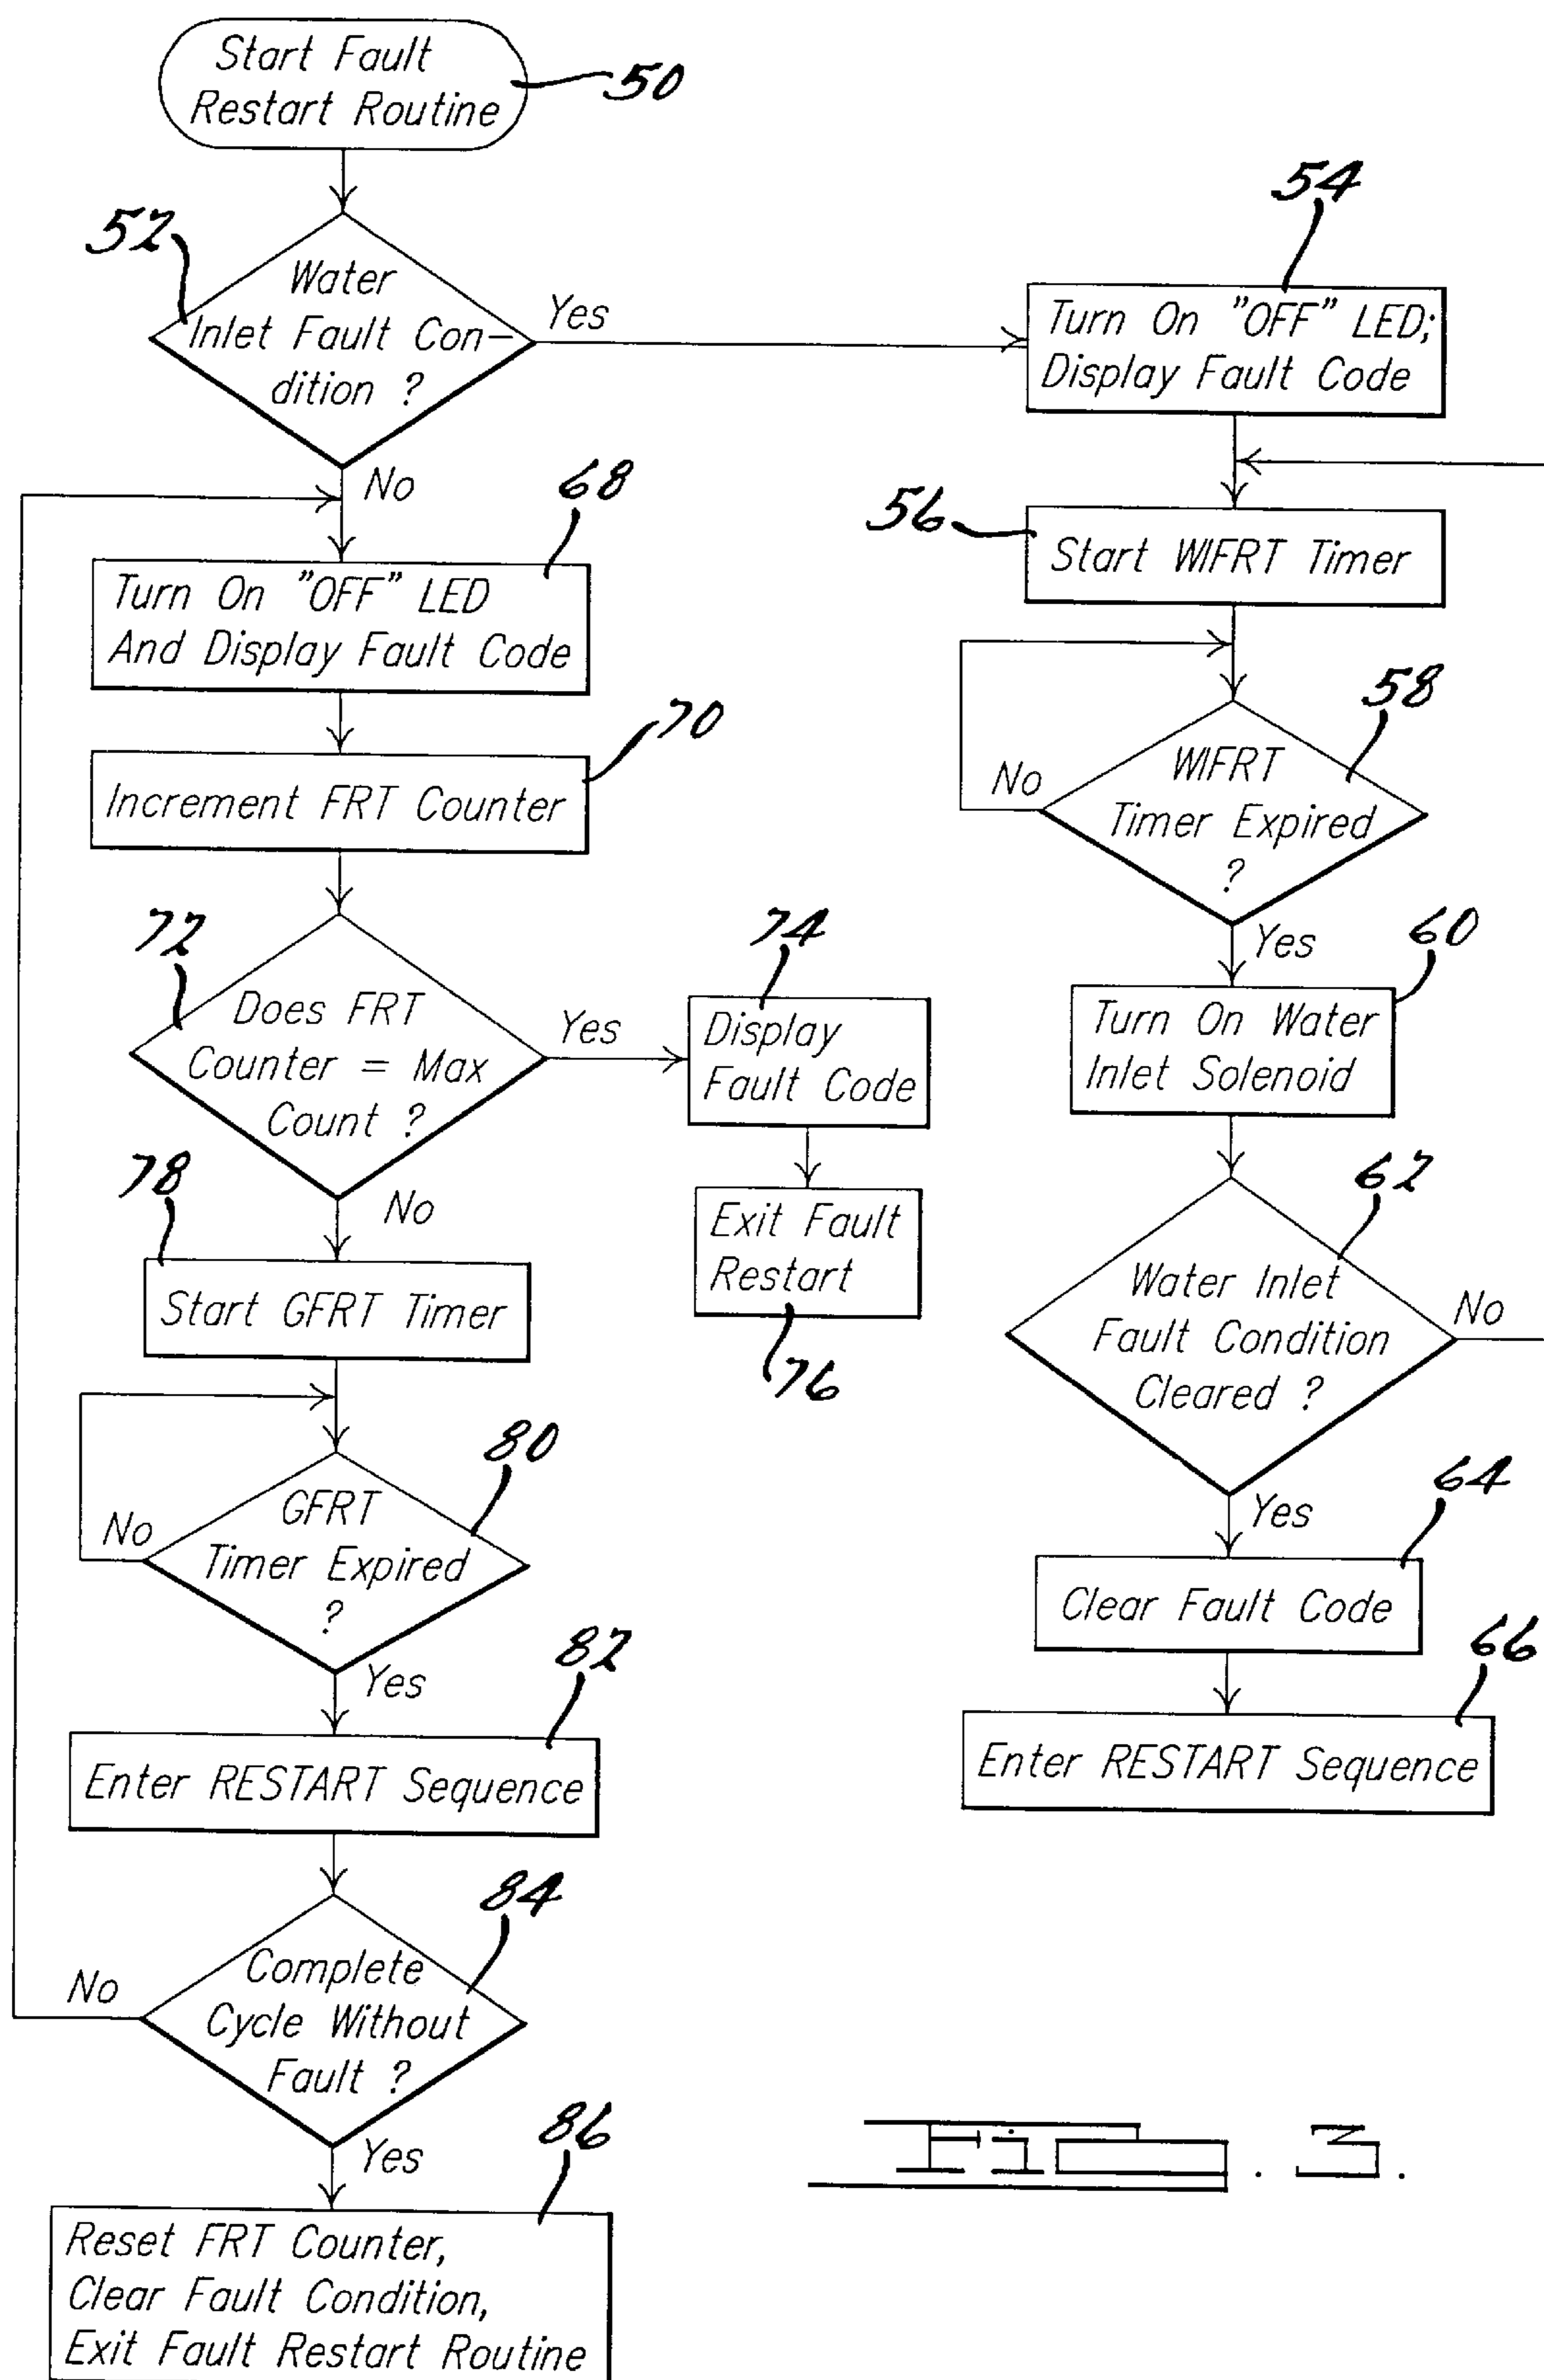 Start Fault
Restart Routine
50
52
Water
Inlet Fault Con-
dition ?
Yes
No
54
Turn On "OFF" LED;
Display Fault Code
56
Start WIFRT Timer
58
WIFRT
Timer Expired
?
No
Yes
60
Turn On Water
Inlet Solenoid
62
Water Inlet
Fault Condition
Cleared ?
No
Yes
64
Clear Fault Code
66
Enter RESTART Sequence
68
Turn On "OFF" LED
And Display Fault Code
70
Increment FRT Counter
72
Does FRT
Counter = Max
Count ?
Yes
No
74
Display
Fault Code
Exit Fault
Restart
76
78
Start GFRT Timer
80
GFRT
Timer Expired
?
No
Yes
82
Enter RESTART Sequence
84
Complete
Cycle Without
Fault ?
No
Yes
86
Reset FRT Counter,
Clear Fault Condition,
Exit Fault Restart Routine
Fig. 3.